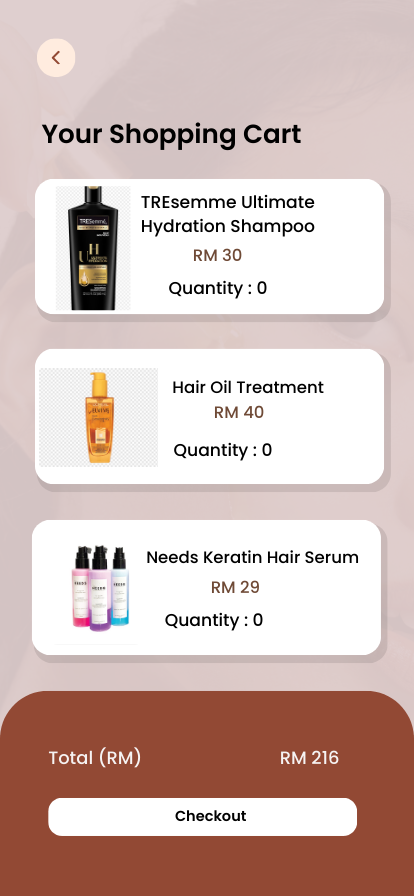 Your Shopping Cart
TREsemme Ultimate
Hydration Shampoo
RM 30
Quantity : 0
TRESemmé
U H
Hair Oil Treatment
RM 40
Quantity : 0
Needs Keratin Hair Serum
RM 29
Quantity : 0
Total (RM)
RM 216
Checkout